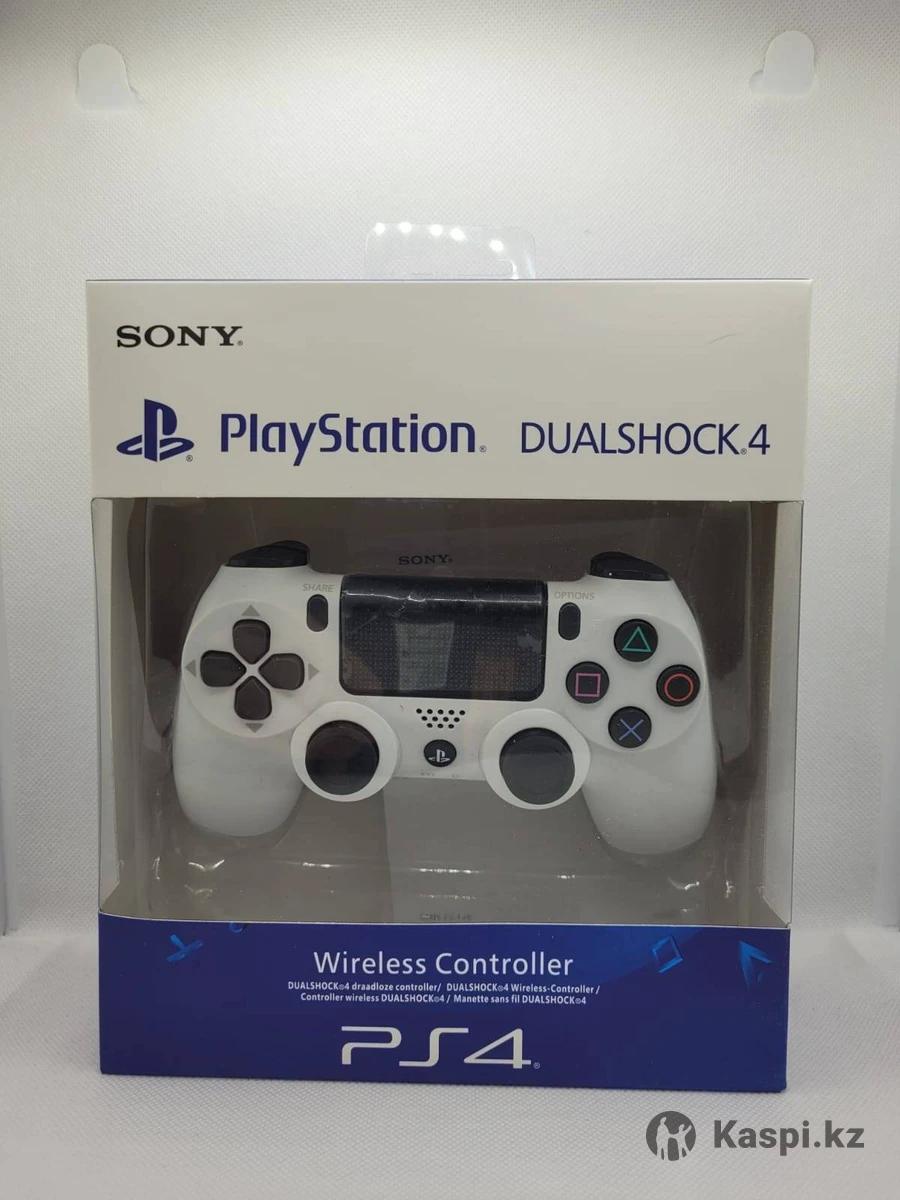 SONY®
PlayStation® DUALSHOCK®4
SONY®
SHARE
OPTIONS
Wireless Controller
DUALSHOCK®4 draadloze controller/ DUALSHOCK®4 Wireless-Controller /
Controller wireless DUALSHOCK®4 / Manette sans fil DUALSHOCK®4
PS4®
Kaspi.kz